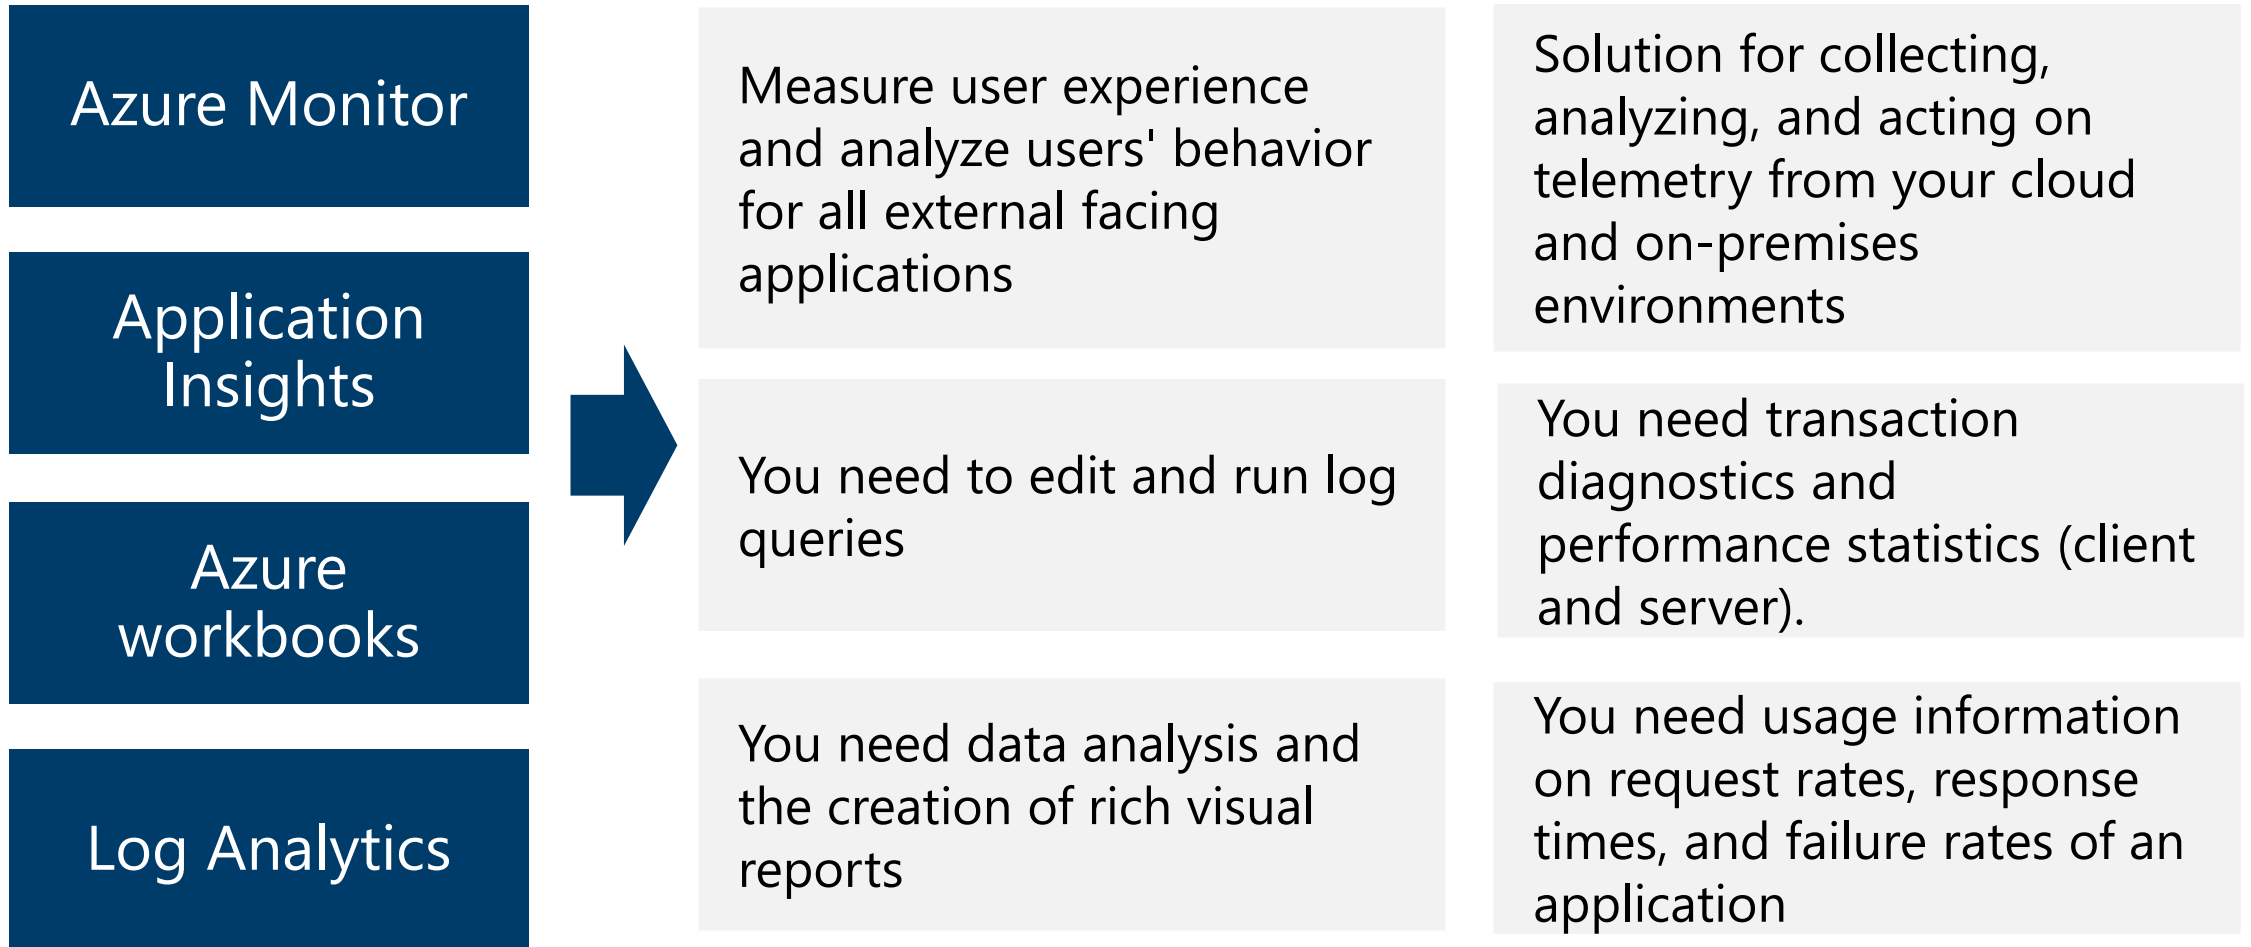 Azure Monitor
Application
Insights
Azure
workbooks
Log Analytics
Measure user experience
and analyze users' behavior
for all external facing
applications
You need to edit and run log
queries
You need data analysis and
the creation of rich visual
reports
Solution for collecting,
analyzing, and acting on
telemetry from your cloud
and on-premises
environments
You need transaction
diagnostics and
performance statistics (client
and server).
You need usage information
on request rates, response
times, and failure rates of an
application